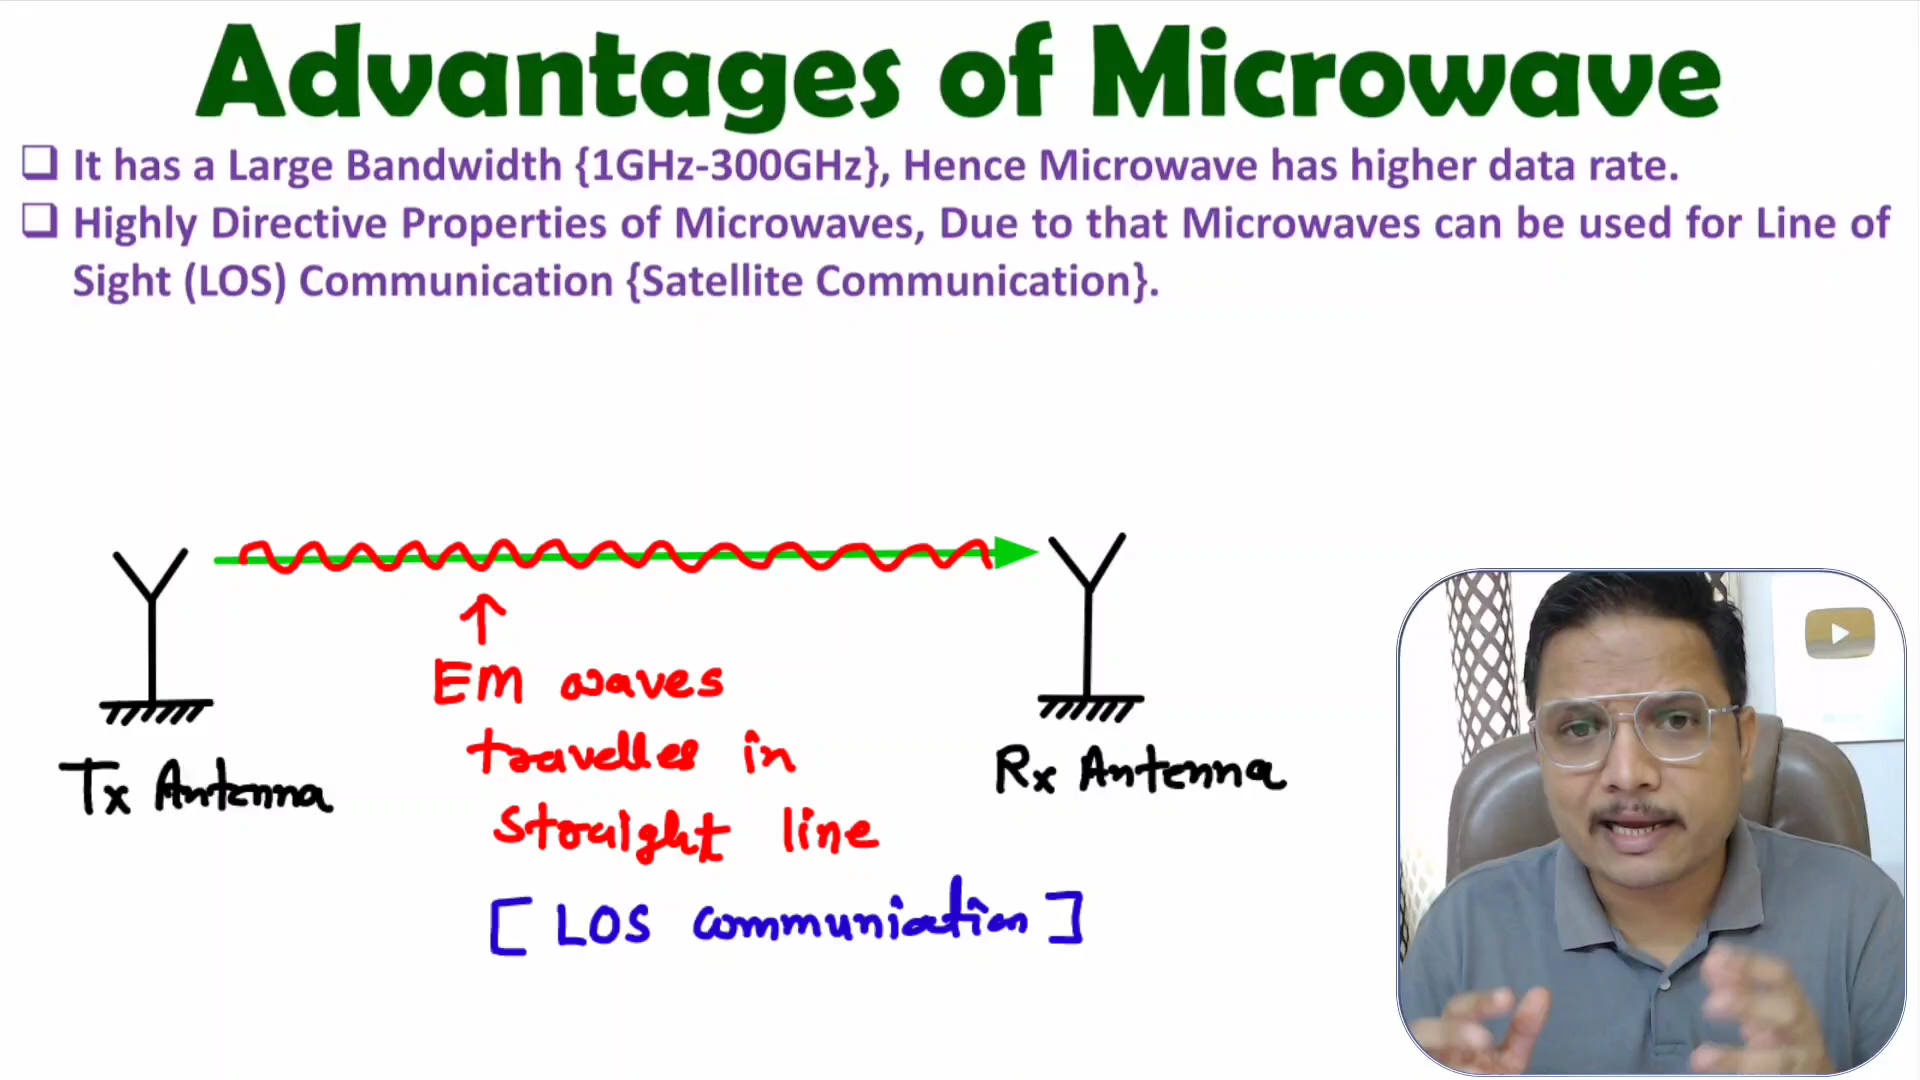 Advantages of Microwave
It has a Large Bandwidth {1GHz-300GHz}, Hence Microwave has higher data rate.
Highly Directive Properties of Microwaves, Due to that Microwaves can be used for Line of
Sight (LOS) Communication {Satellite Communication}.
EM waves
travelles in
straight line
[ LOS communiation ]
Tx Antenna
Rx Antenna